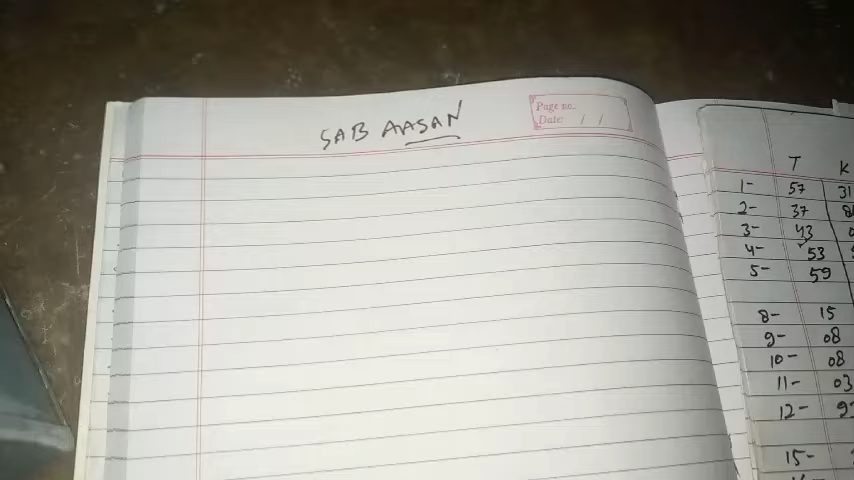 SAB AASAN
Page no.
Date: / /
T K
1- 57 31
2- 37
3- 43
4- 53
5- 59
8- 15
9- 08
10- 08
11- 03
12-
15-